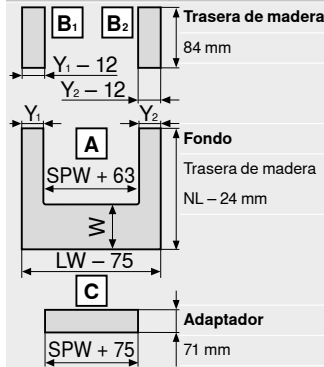 B₁ B₂ Trasera de madera
84 mm
Y₁ – 12
Y₂ – 12
Y₁ Y₂
A
Fondo
SPW + 63
Trasera de madera
W
NL – 24 mm
LW – 75
C
Adaptador
SPW + 75
71 mm